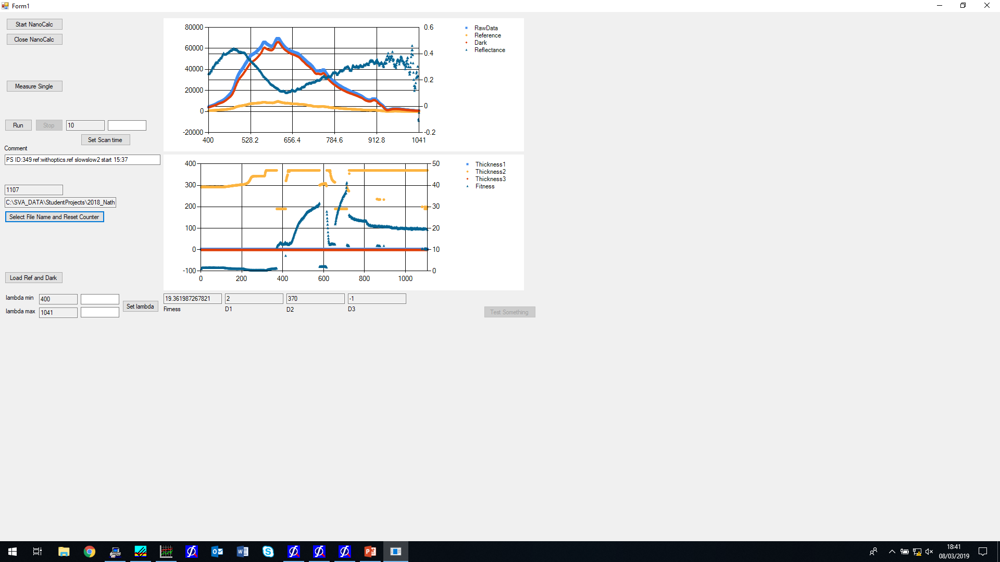 Form1
Start NanoCalc
Close NanoCalc
Measure Single
Run
Stop
10
Set Scan time
Comment
PS ID:349 ref:withoptics.ref slowslow2 start 15:37
1107
C:\SVA_DATA\StudentProjects\2018_Nath
Select File Name and Reset Counter
Load Ref and Dark
lambda min
400
lambda max
1041
Set lambda
80000
60000
40000
20000
0
-20000
0.6
0.4
0.2
0
-0.2
400
528.2
656.4
784.6
912.8
1041
RawData
Reference
Dark
Reflectance
400
300
200
100
0
-100
50
40
30
20
10
0
0
200
400
600
800
1000
Thickness1
Thickness2
Thickness3
Fitness
19.361987267821
2
370
-1
Firness
D1
D2
D3
Test Something
18:41
08/03/2019